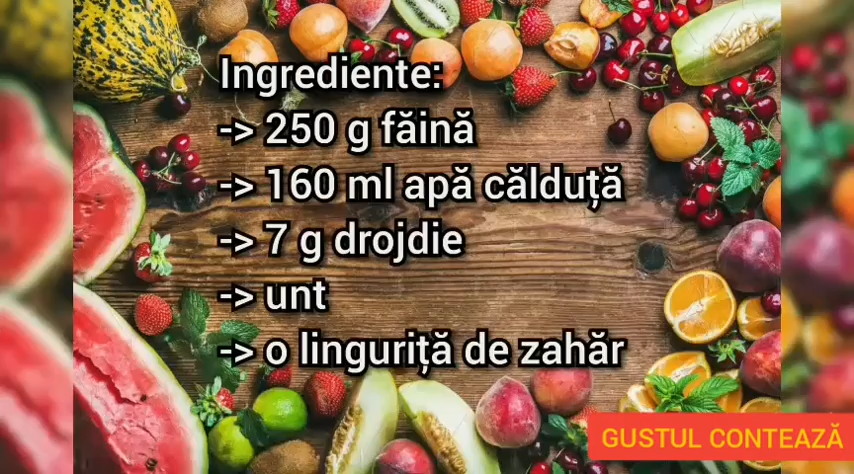 Ingrediente:
-> 250 g făină
-> 160 ml apă călduță
-> 7 g drojdie
-> unt
-> o linguriță de zahăr
GUSTUL CONTEAZĂ